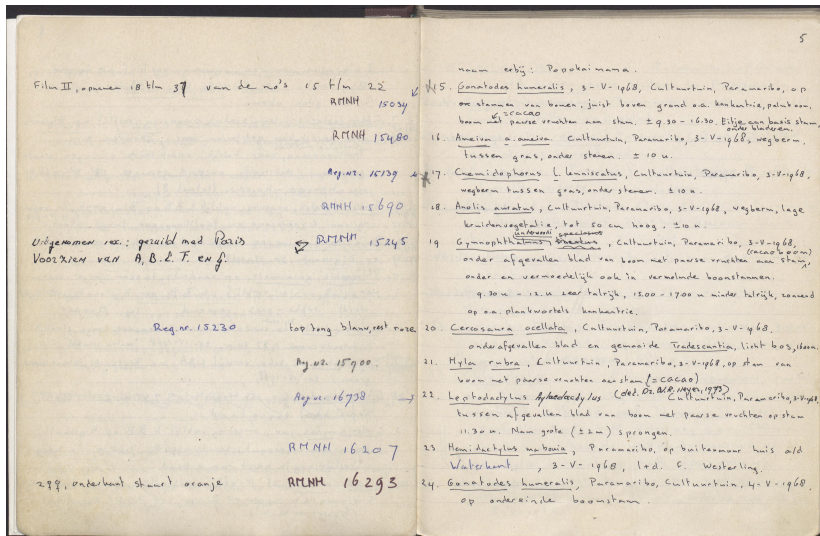 Film II, opnamen 18 t/m 37 van de no's 15 t/m 22
RMNH 15034
RMNH 15480
Reg.nr. 15139
RMNH 15690
RMNH 15245
Uitgenomen ex.: geruild met Paris
Voorzien van A, B, E, F. en G.
Reg.nr. 15230 top tong blauw, rest roze
Reg.nr. 15700
Reg.nr. 16738
RMNH 16207
2♀♀, onderkant staart oranje RMNH 16293
5
naam erbij: Popokaimama.
15. Gonatodes humeralis, 3-V-1968, Cultuurtuin, Paramaribo, op
stammen van bomen, juist boven grond o.a. kankantrie, palmboom,
(=cacao)
boom met paarse vruchten aan stam. ± 9.30 - 16.30. Eitje aan basis stam,
onder bladeren.
16. Ameiva a. ameiva. Cultuurtuin, Paramaribo, 3-V-1968, wegberm.
tussen gras, onder stenen. ± 10 u.
17. Cnemidophorus l. lemniscatus, Cultuurtuin, Paramaribo, 3-V-1968,
wegberm tussen gras, onder stenen. ± 10 u.
18. Anolis auratus, Cultuurtuin, Paramaribo, 3-V-1968, wegberm, lage
kruidenvegetatie, tot 50 cm hoog. ± 10 u.
underwoodi
19 Gymnophthalmus lineatus, Cultuurtuin, Paramaribo, 3-V-1968,
(cacaoboom)
onder afgevallen blad van boom met paarse vruchten aan stam,
onder en vermoedelijk ook in vermolmde boomstammen.
9.30 u - 12.u zeer talrijk, 15.00 - 17.00 u minder talrijk, zonnend
op o.a. plankwortels kankantrie.
20. Cercosaura ocellata, Cultuurtuin, Paramaribo, 3-V-1968.
onder afgevallen blad en gemaaide Tradescantia, licht bos,
21. Hyla rubra, Cultuurtuin, Paramaribo, 3-V-1968, op stam van
boom met paarse vruchten aan stam (=cacao)
22. Leptodactylus (det. Dr. W.R. Heyer, 1973) Cultuurtuin, Paramaribo, 3-V-1968,
tussen afgevallen blad van boom met paarse vruchten op stam
11.30 u. Nam grote (± 2m) sprongen.
23 Hemidactylus mabouia, Paramaribo, op buitenmuur huis a/d
Waterkant, 3-V-1968, l+d. G. Westerling.
24. Gonatodes humeralis, Paramaribo, Cultuurtuin, 4-V-1968.
op ondereinde boomstam.